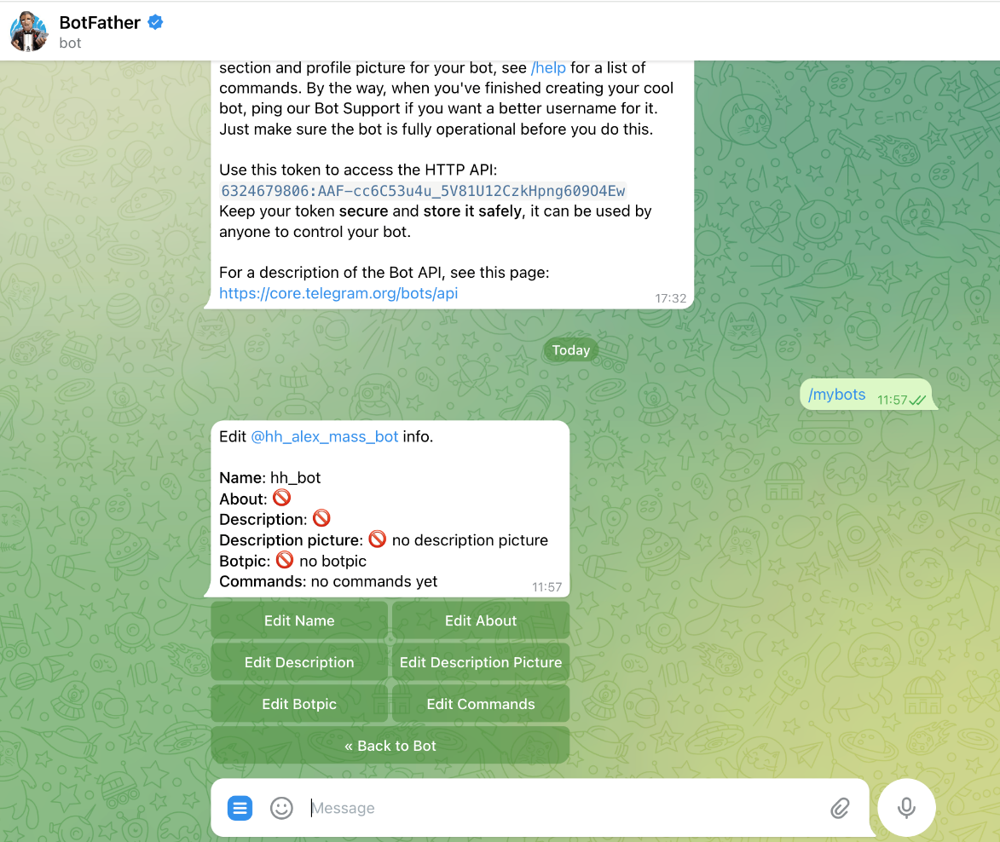 BotFather
bot
section and profile picture for your bot, see /help for a list of
commands. By the way, when you've finished creating your cool
bot, ping our Bot Support if you want a better username for it.
Just make sure the bot is fully operational before you do this.
Use this token to access the HTTP API:
6324679806:AAF-cc6C53u4u_5V81U12CzkHpng609O4Ew
Keep your token secure and store it safely, it can be used by
anyone to control your bot.
For a description of the Bot API, see this page:
https://core.telegram.org/bots/api
17:32
Today
/mybots 11:57
Edit @hh_alex_mass_bot info.
Name: hh_bot
About: 🚫
Description: 🚫
Description picture: 🚫 no description picture
Botpic: 🚫 no botpic
Commands: no commands yet
11:57
Edit Name
Edit About
Edit Description
Edit Description Picture
Edit Botpic
Edit Commands
« Back to Bot
Message